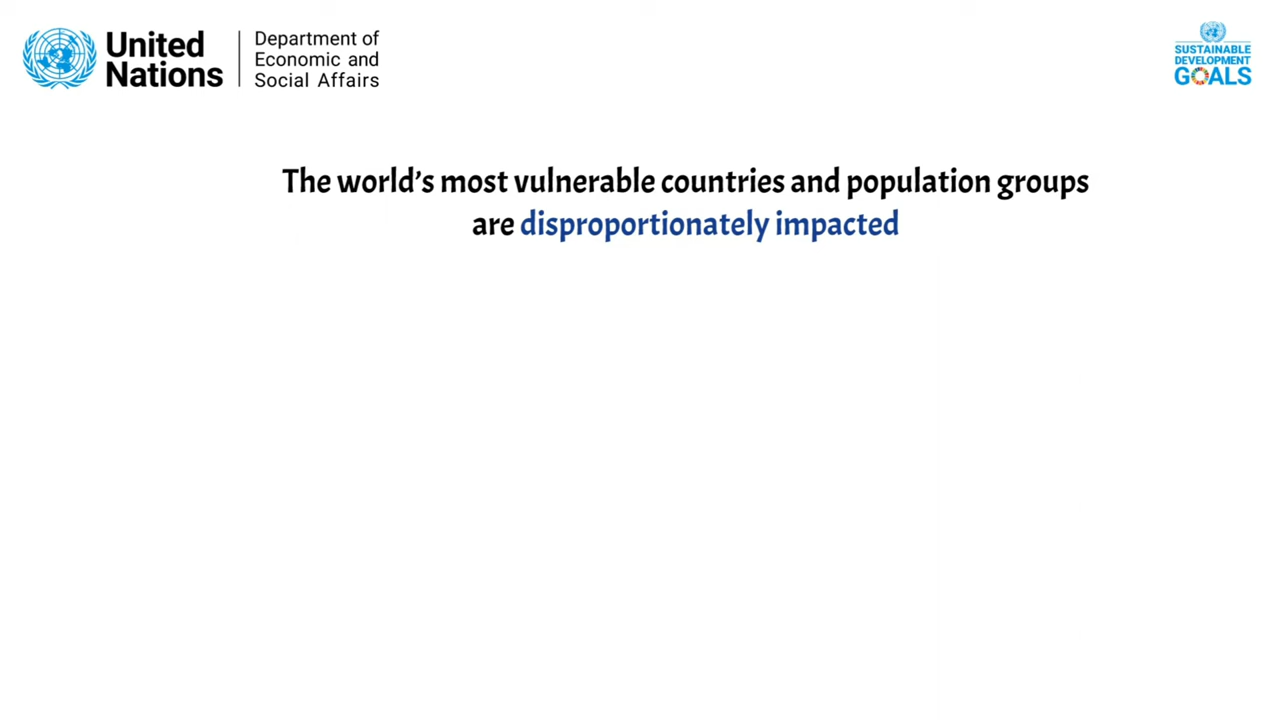 United
Nations
Department of
Economic and
Social Affairs
SUSTAINABLE
DEVELOPMENT
GOALS
The world's most vulnerable countries and population groups
are disproportionately impacted